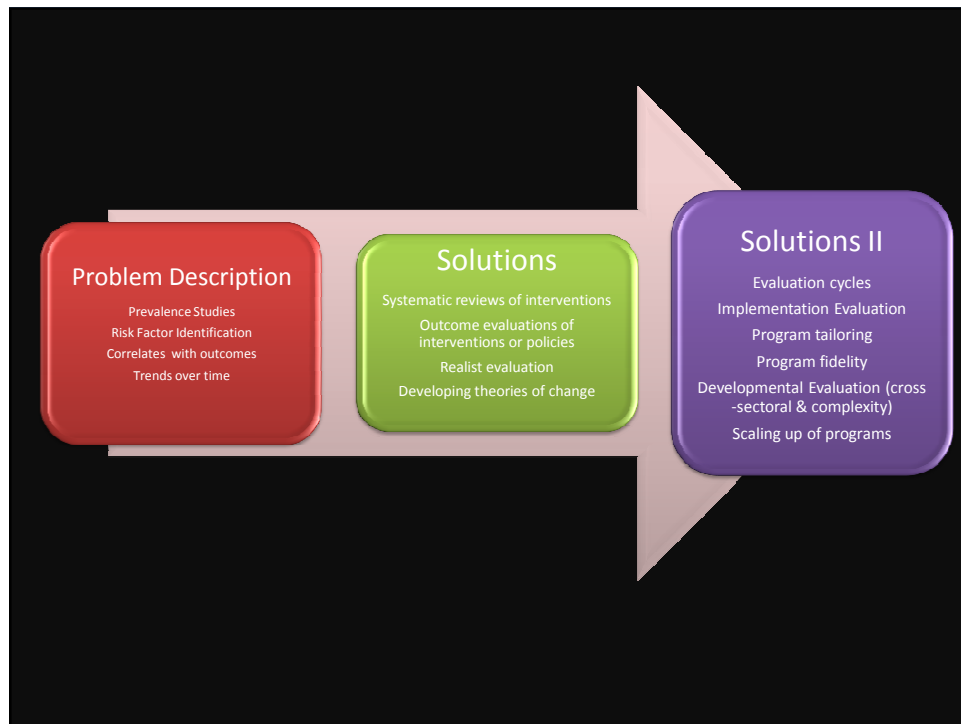 Problem Description
Prevalence Studies
Risk Factor Identification
Correlates with outcomes
Trends over time
Solutions
Systematic reviews of interventions
Outcome evaluations of
interventions or policies
Realist evaluation
Developing theories of change
Solutions II
Evaluation cycles
Implementation Evaluation
Program tailoring
Program fidelity
Developmental Evaluation (cross
-sectoral & complexity)
Scaling up of programs